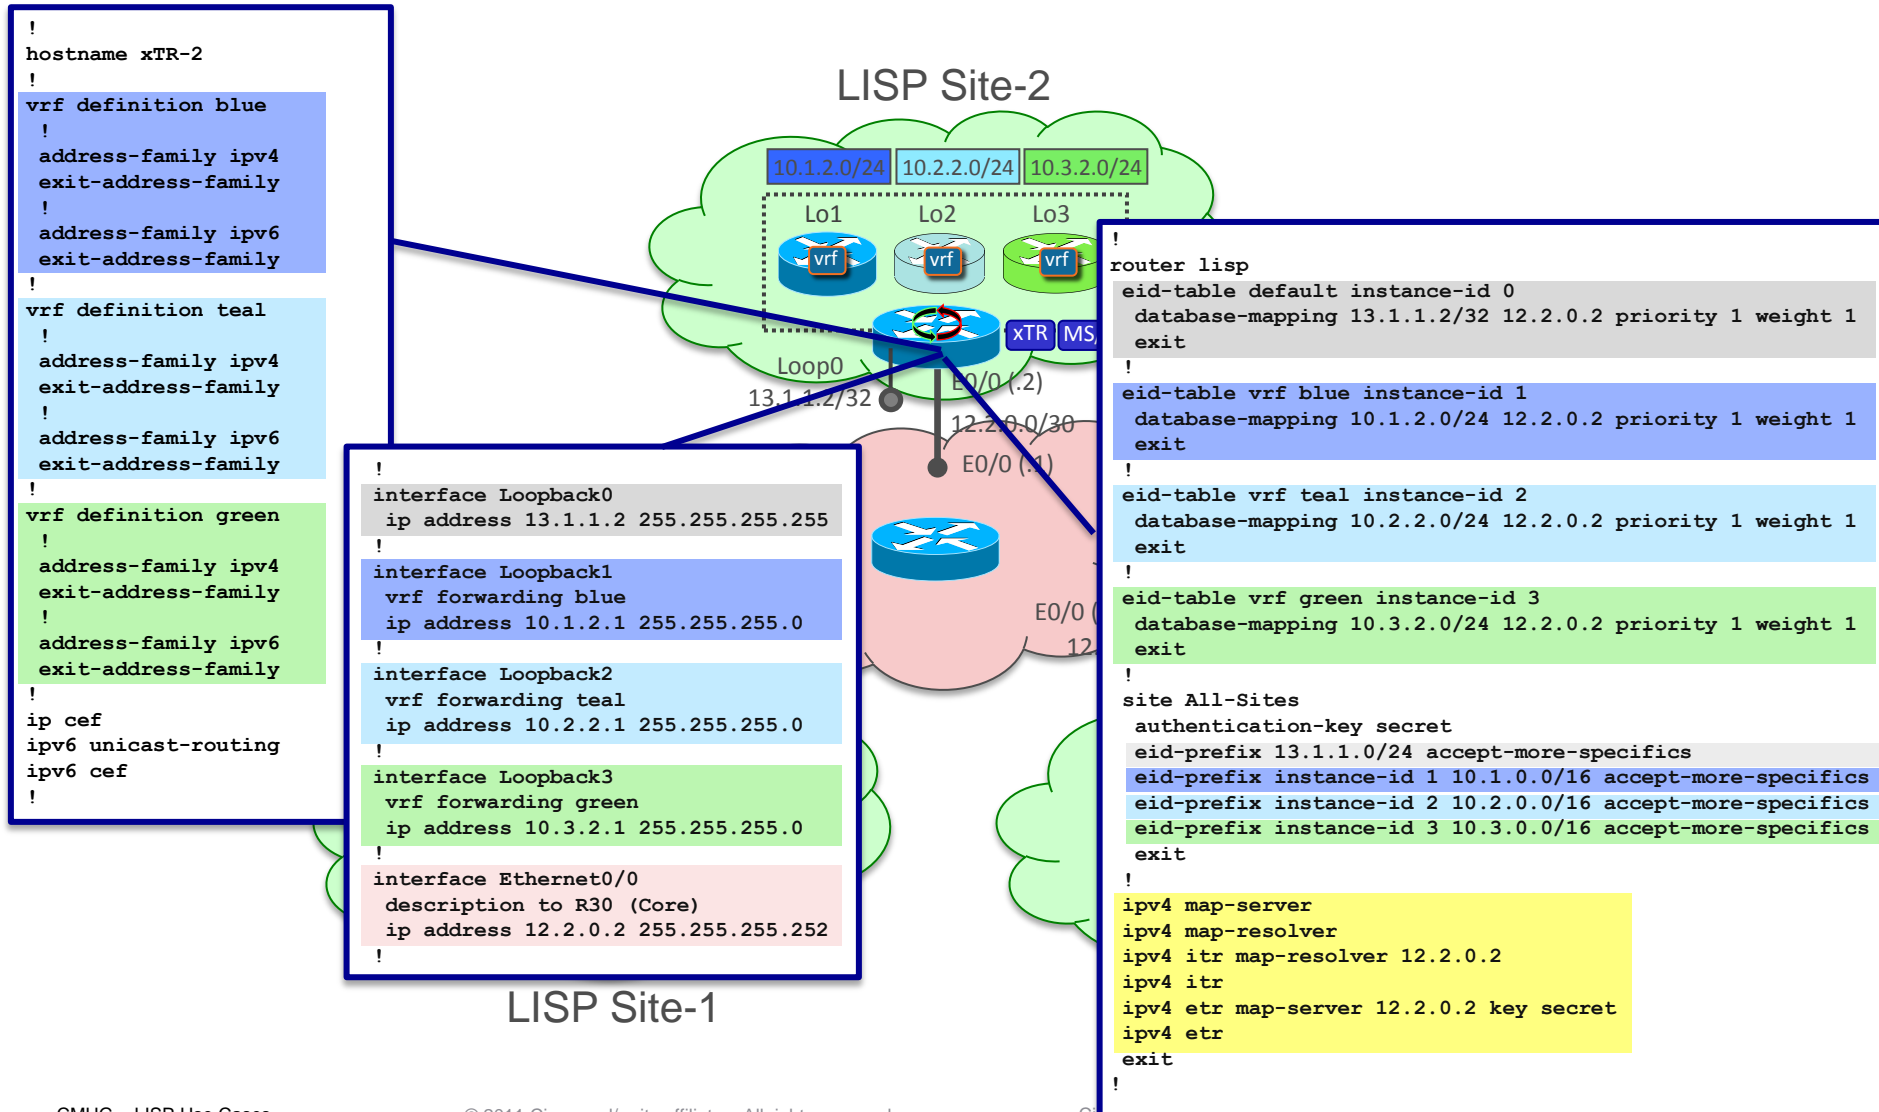 !
hostname xTR-2
!
vrf definition blue
!
address-family ipv4
exit-address-family
!
address-family ipv6
exit-address-family
!
vrf definition teal
!
address-family ipv4
exit-address-family
!
address-family ipv6
exit-address-family
!
vrf definition green
!
address-family ipv4
exit-address-family
!
address-family ipv6
exit-address-family
!
ip cef
ipv6 unicast-routing
ipv6 cef
!
LISP Site-2
10.1.2.0/24 10.2.2.0/24 10.3.2.0/24
Lo1 Lo2 Lo3
vrf vrf vrf
xTR MS/
Loop0
13.1.1.2/32
E0/0 (.2)
12.2.0.0/30
E0/0 (.1)
E0/0 (
12.
!
interface Loopback0
ip address 13.1.1.2 255.255.255.255
!
interface Loopback1
vrf forwarding blue
ip address 10.1.2.1 255.255.255.0
!
interface Loopback2
vrf forwarding teal
ip address 10.2.2.1 255.255.255.0
!
interface Loopback3
vrf forwarding green
ip address 10.3.2.1 255.255.255.0
!
interface Ethernet0/0
description to R30 (Core)
ip address 12.2.0.2 255.255.255.252
!
LISP Site-1
!
router lisp
eid-table default instance-id 0
database-mapping 13.1.1.2/32 12.2.0.2 priority 1 weight 1
exit
!
eid-table vrf blue instance-id 1
database-mapping 10.1.2.0/24 12.2.0.2 priority 1 weight 1
exit
!
eid-table vrf teal instance-id 2
database-mapping 10.2.2.0/24 12.2.0.2 priority 1 weight 1
exit
!
eid-table vrf green instance-id 3
database-mapping 10.3.2.0/24 12.2.0.2 priority 1 weight 1
exit
!
site All-Sites
authentication-key secret
eid-prefix 13.1.1.0/24 accept-more-specifics
eid-prefix instance-id 1 10.1.0.0/16 accept-more-specifics
eid-prefix instance-id 2 10.2.0.0/16 accept-more-specifics
eid-prefix instance-id 3 10.3.0.0/16 accept-more-specifics
exit
!
ipv4 map-server
ipv4 map-resolver
ipv4 itr map-resolver 12.2.0.2
ipv4 itr
ipv4 etr map-server 12.2.0.2 key secret
ipv4 etr
exit
!
LISP Use Cases